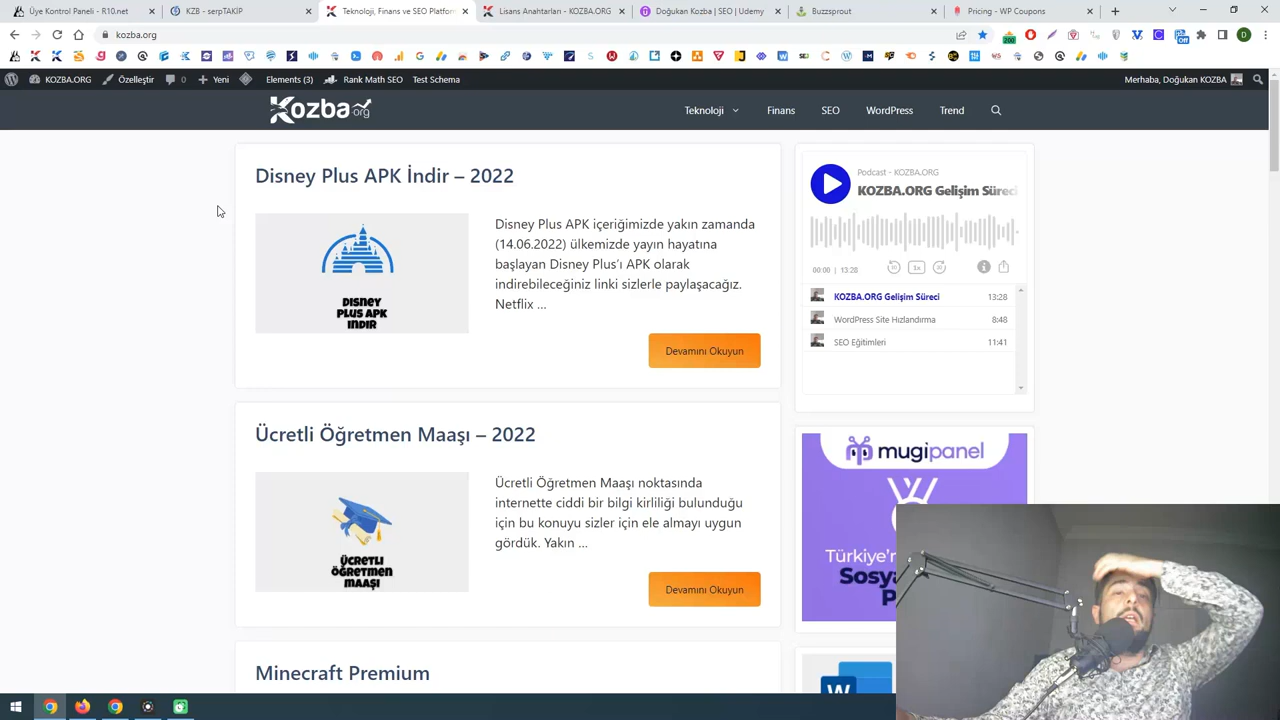 Üye Kontrol Paneli - R10.net
KZB - serpTAKİP
Teknoloji, Finans ve SEO Platform
Lisans Anahtarları - KOZBA.ORG
Doğukan Kozba | SEO | Udemy
Buzzsprout
Pricing - WP Coupons
kozba.org
KOZBA.ORG
Özelleştir
0
Yeni
Elements (3)
Rank Math SEO
Test Schema
Merhaba, Doğukan KOZBA
Kozba.org
Teknoloji
Finans
SEO
WordPress
Trend
Disney Plus APK İndir – 2022
DISNEY
PLUS APK
INDIR
Disney Plus APK içeriğimizde yakın zamanda
(14.06.2022) ülkemizde yayın hayatına
başlayan Disney Plus'ı APK olarak
indirebileceğiniz linki sizlerle paylaşacağız.
Netflix ...
Devamını Okuyun
Ücretli Öğretmen Maaşı – 2022
ÜCRETLİ
ÖĞRETMEN
MAAŞI
Ücretli Öğretmen Maaşı noktasında
internette ciddi bir bilgi kirliliği bulunduğu
için bu konuyu sizler için ele almayı uygun
gördük. Yakın ...
Devamını Okuyun
Minecraft Premium
Podcast - KOZBA.ORG
KOZBA.ORG Gelişim Süreci
00:00 | 13:28
1x
KOZBA.ORG Gelişim Süreci 13:28
WordPress Site Hızlandırma 8:48
SEO Eğitimleri 11:41
mugipanel
Türkiye'n
Sosya
P
W